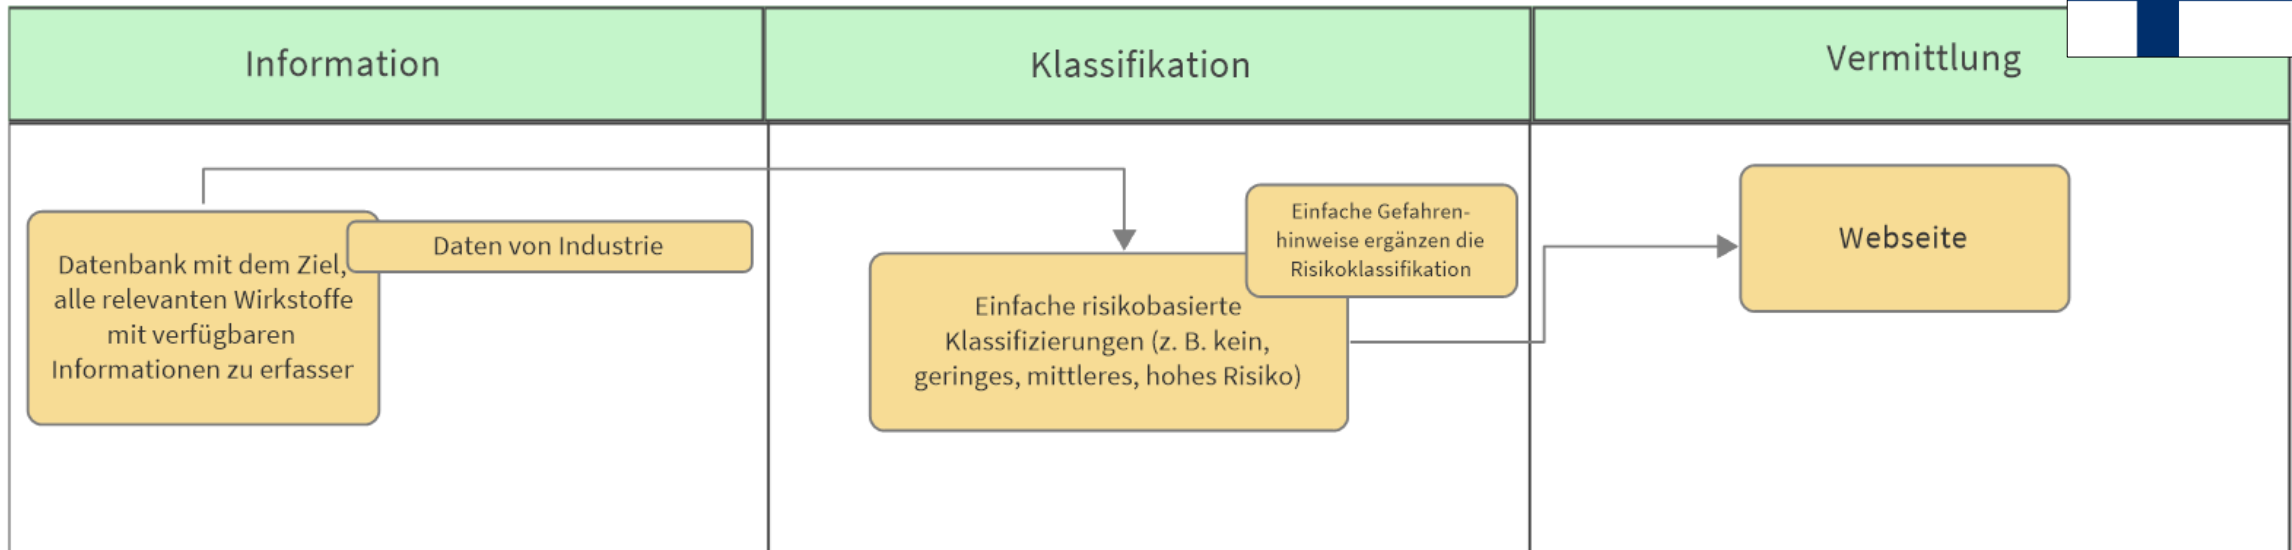 Information
Klassifikation
Vermittlung
Datenbank mit dem Ziel,
alle relevanten Wirkstoffe
mit verfügbaren
Informationen zu erfasser
Daten von Industrie
Einfache risikobasierte
Klassifizierungen (z. B. kein,
geringes, mittleres, hohes Risiko)
Einfache Gefahren-
hinweise ergänzen die
Risikoklassifikation
Webseite